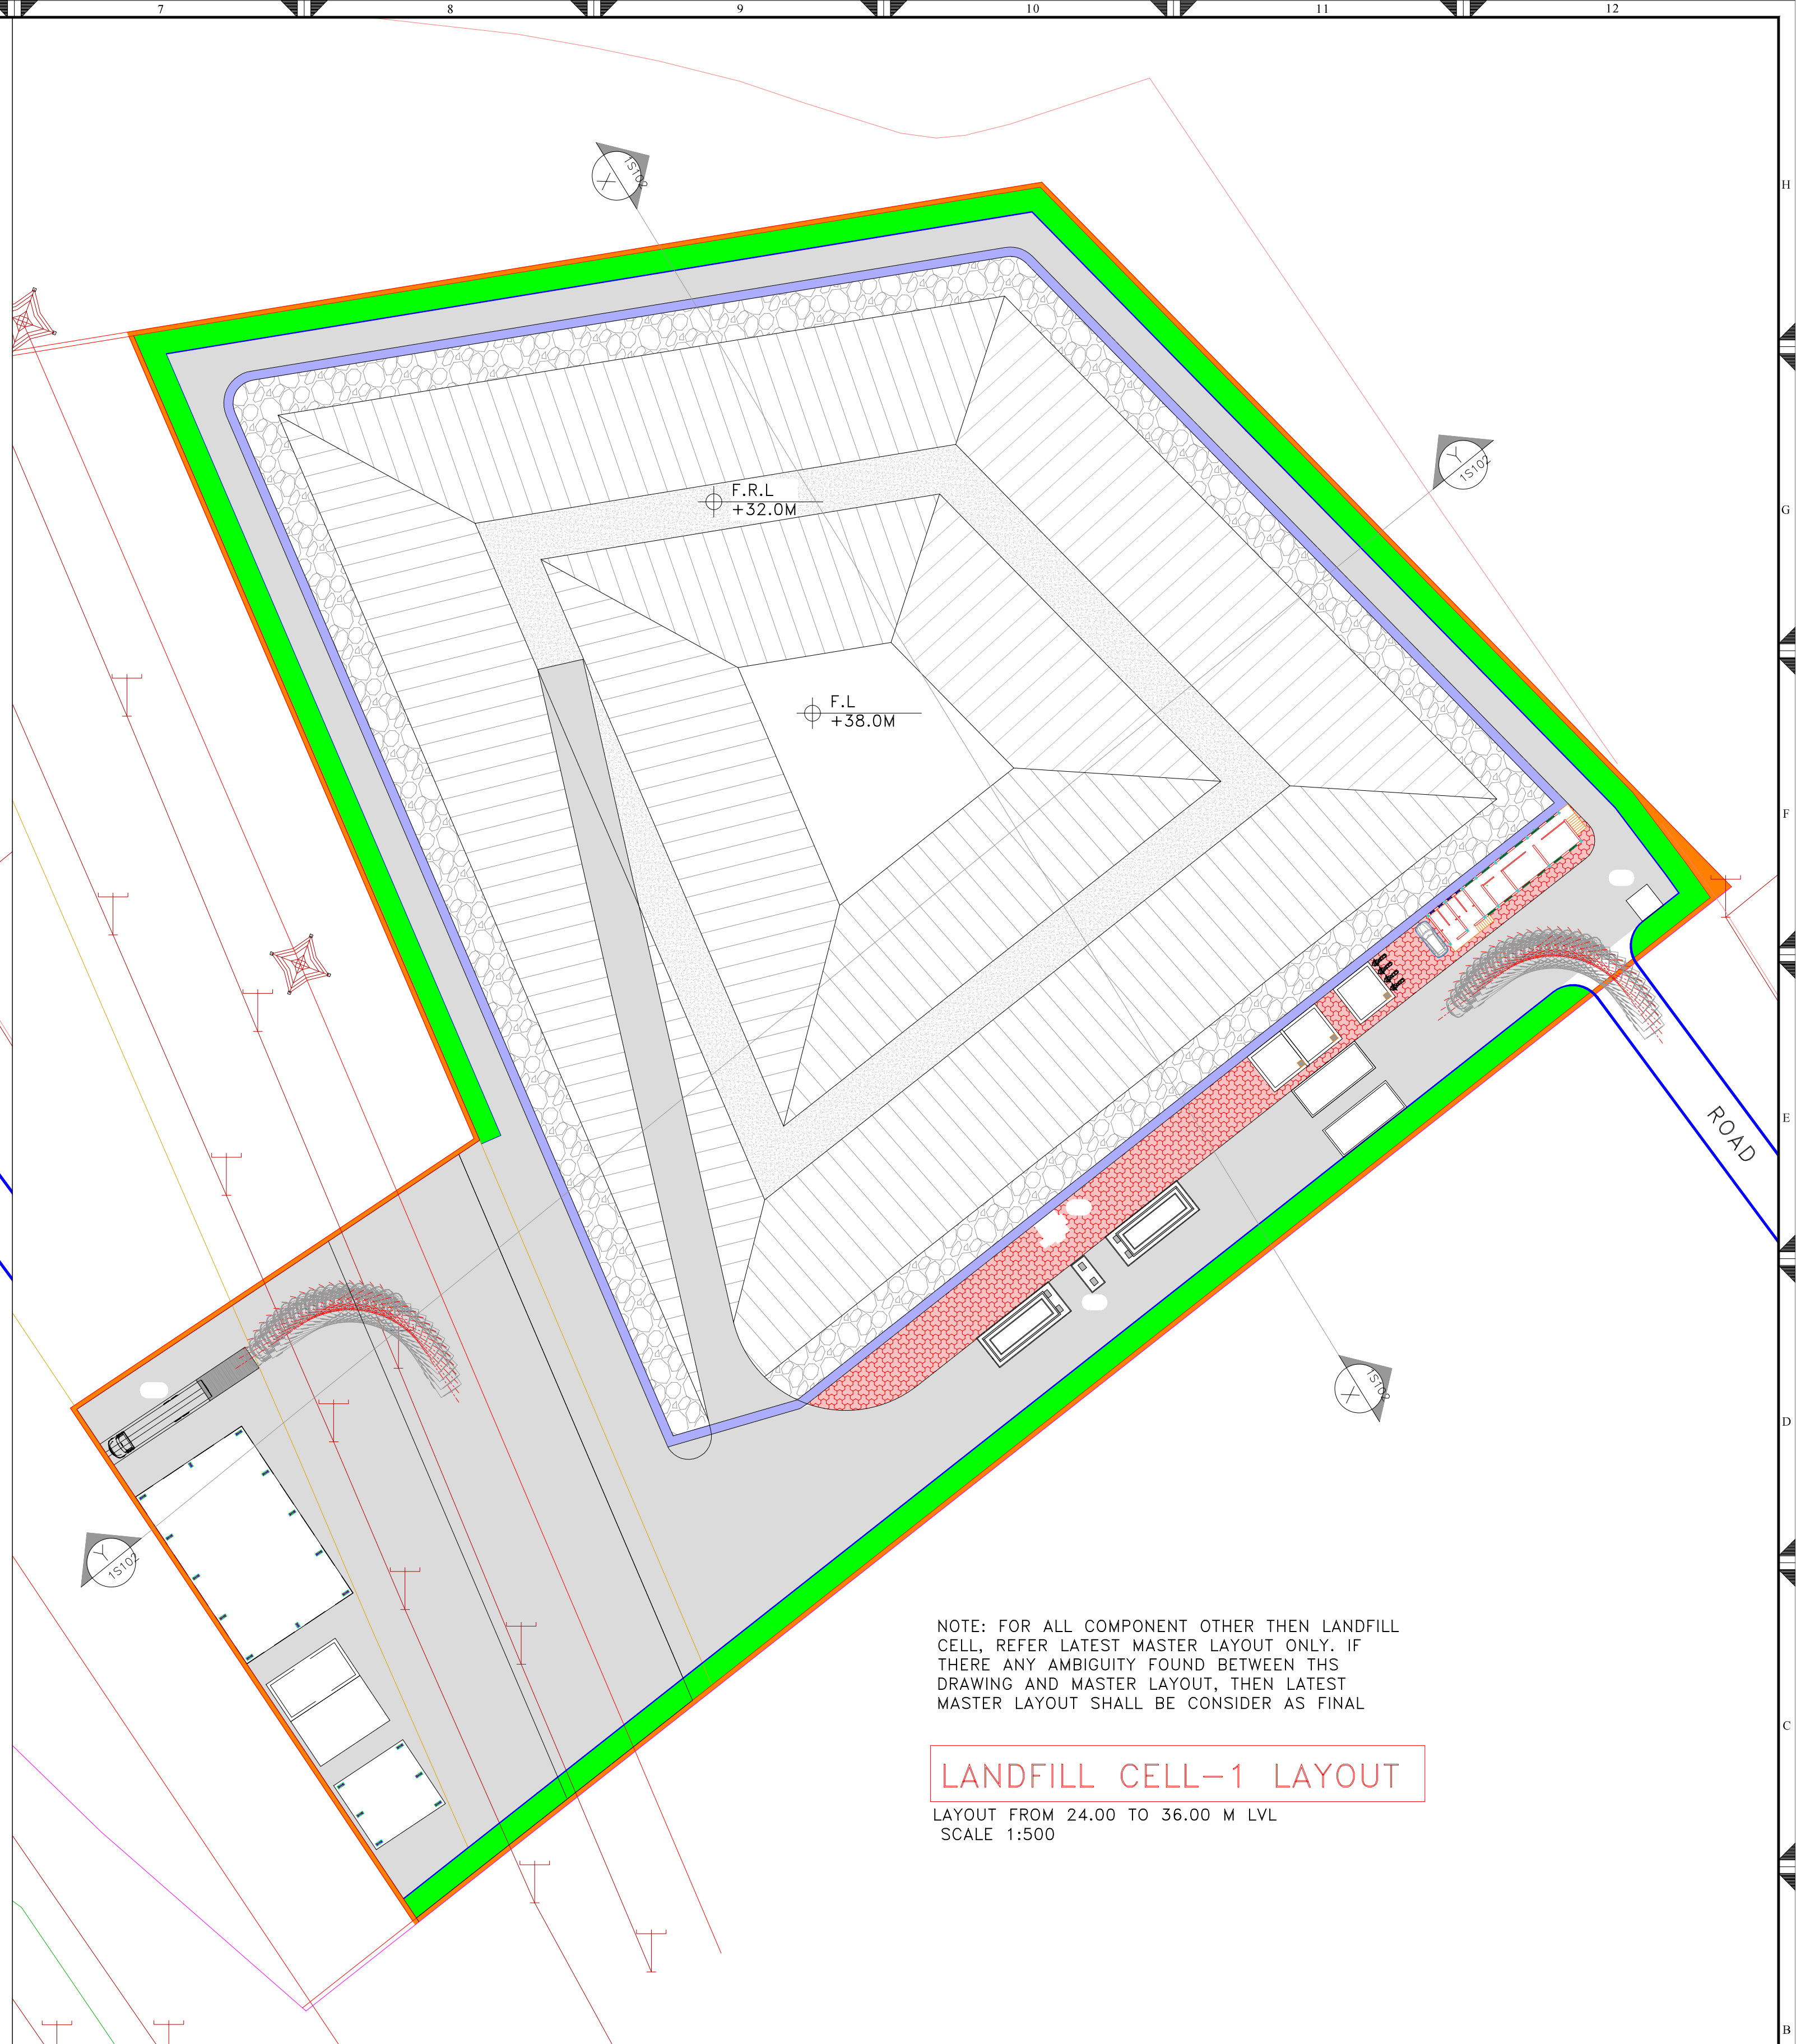 7 8 9 10 11 12
H
X
1S102
Y
1S102
G
F.R.L
+32.0M
F.L
+38.0M
F
E
ROAD
X
1S102
D
Y
1S102
NOTE: FOR ALL COMPONENT OTHER THEN LANDFILL
CELL, REFER LATEST MASTER LAYOUT ONLY. IF
THERE ANY AMBIGUITY FOUND BETWEEN THS
DRAWING AND MASTER LAYOUT, THEN LATEST
MASTER LAYOUT SHALL BE CONSIDER AS FINAL
C
LANDFILL CELL-1 LAYOUT
LAYOUT FROM 24.00 TO 36.00 M LVL
SCALE 1:500
B